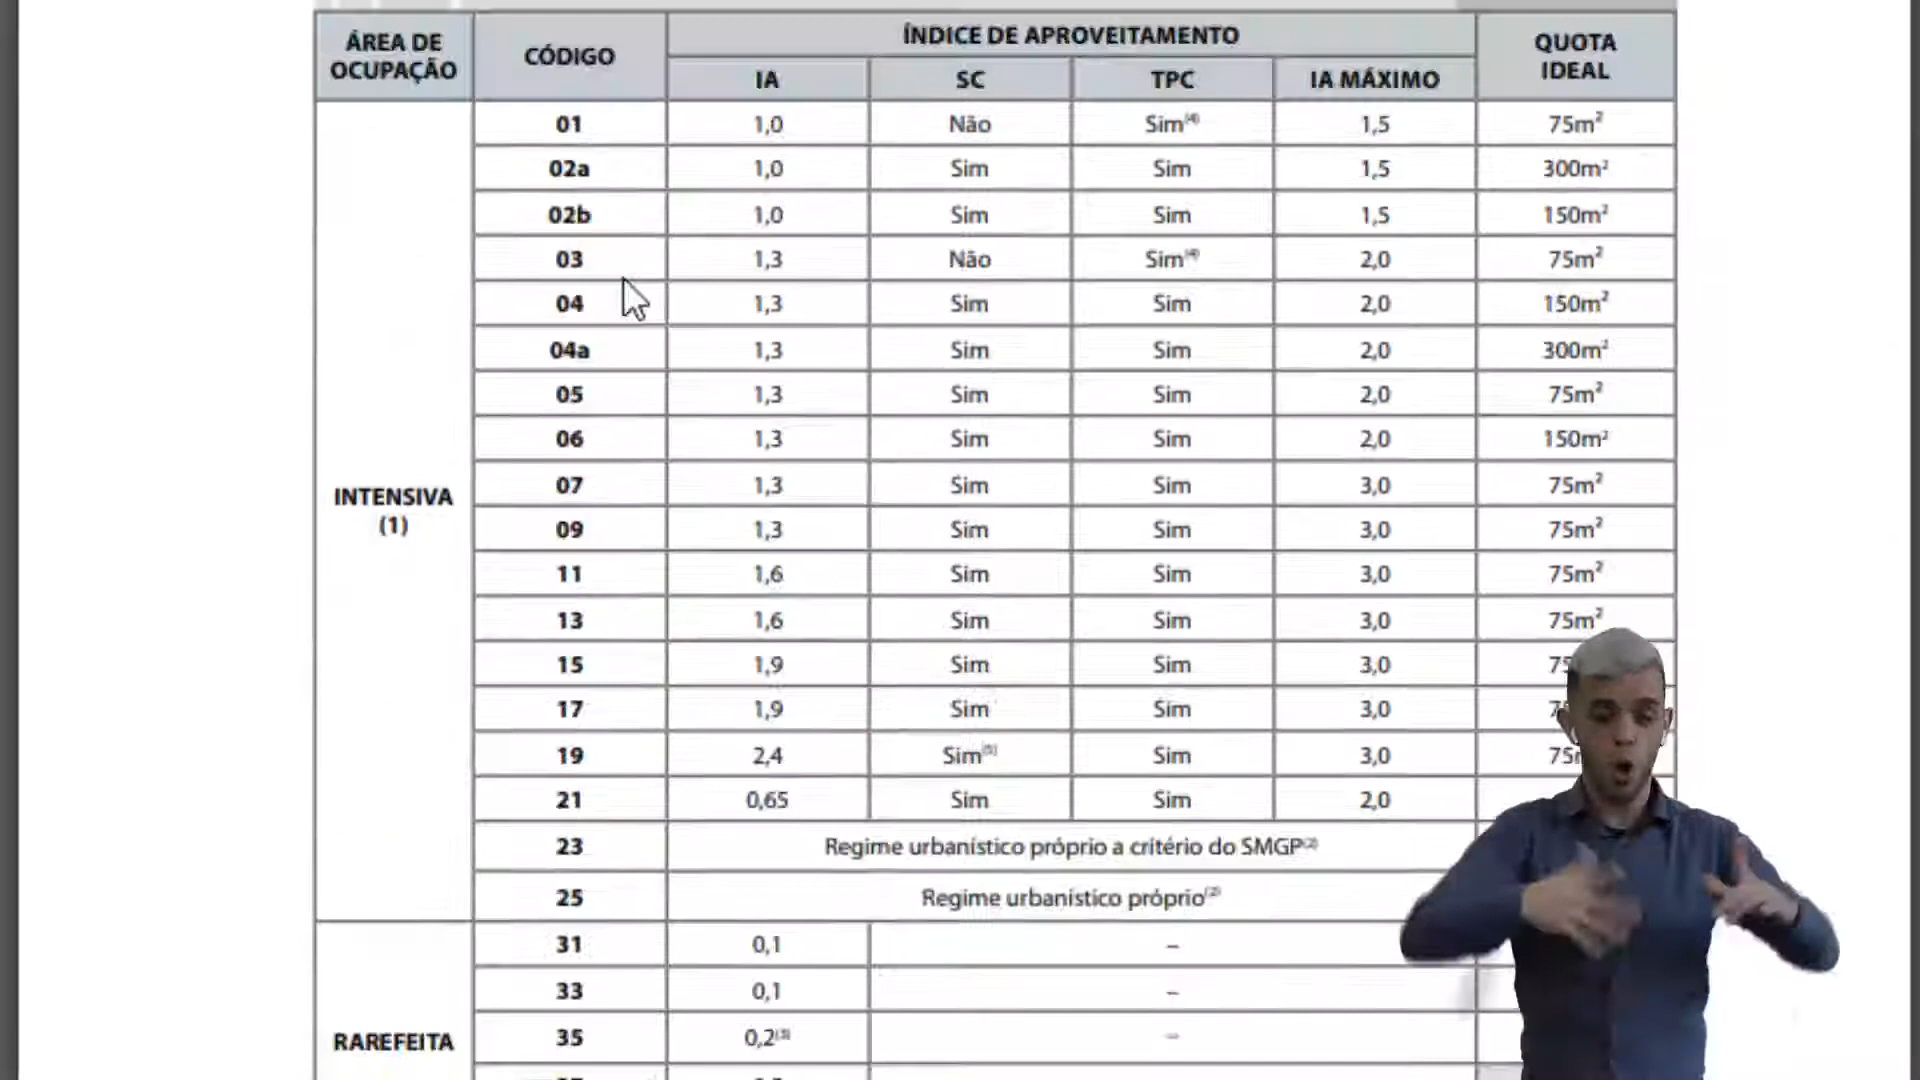 ÁREA DE OCUPAÇÃO CÓDIGO ÍNDICE DE APROVEITAMENTO QUOTA IDEAL
IA SC TPC IA MÁXIMO
01 1,0 Não Sim(4) 1,5 75m²
02a 1,0 Sim Sim 1,5 300m²
02b 1,0 Sim Sim 1,5 150m²
03 1,3 Não Sim(4) 2,0 75m²
04 1,3 Sim Sim 2,0 150m²
04a 1,3 Sim Sim 2,0 300m²
05 1,3 Sim Sim 2,0 75m²
06 1,3 Sim Sim 2,0 150m²
07 1,3 Sim Sim 3,0 75m²
INTENSIVA (1)
09 1,3 Sim Sim 3,0 75m²
11 1,6 Sim Sim 3,0 75m²
13 1,6 Sim Sim 3,0 75m²
15 1,9 Sim Sim 3,0 75
17 1,9 Sim Sim 3,0
19 2,4 Sim(5) Sim 3,0 75
21 0,65 Sim Sim 2,0
23 Regime urbanístico próprio a critério do SMGP(2)
25 Regime urbanístico próprio(2)
31 0,1 –
33 0,1 –
RAREFEITA 35 0,2(3) –